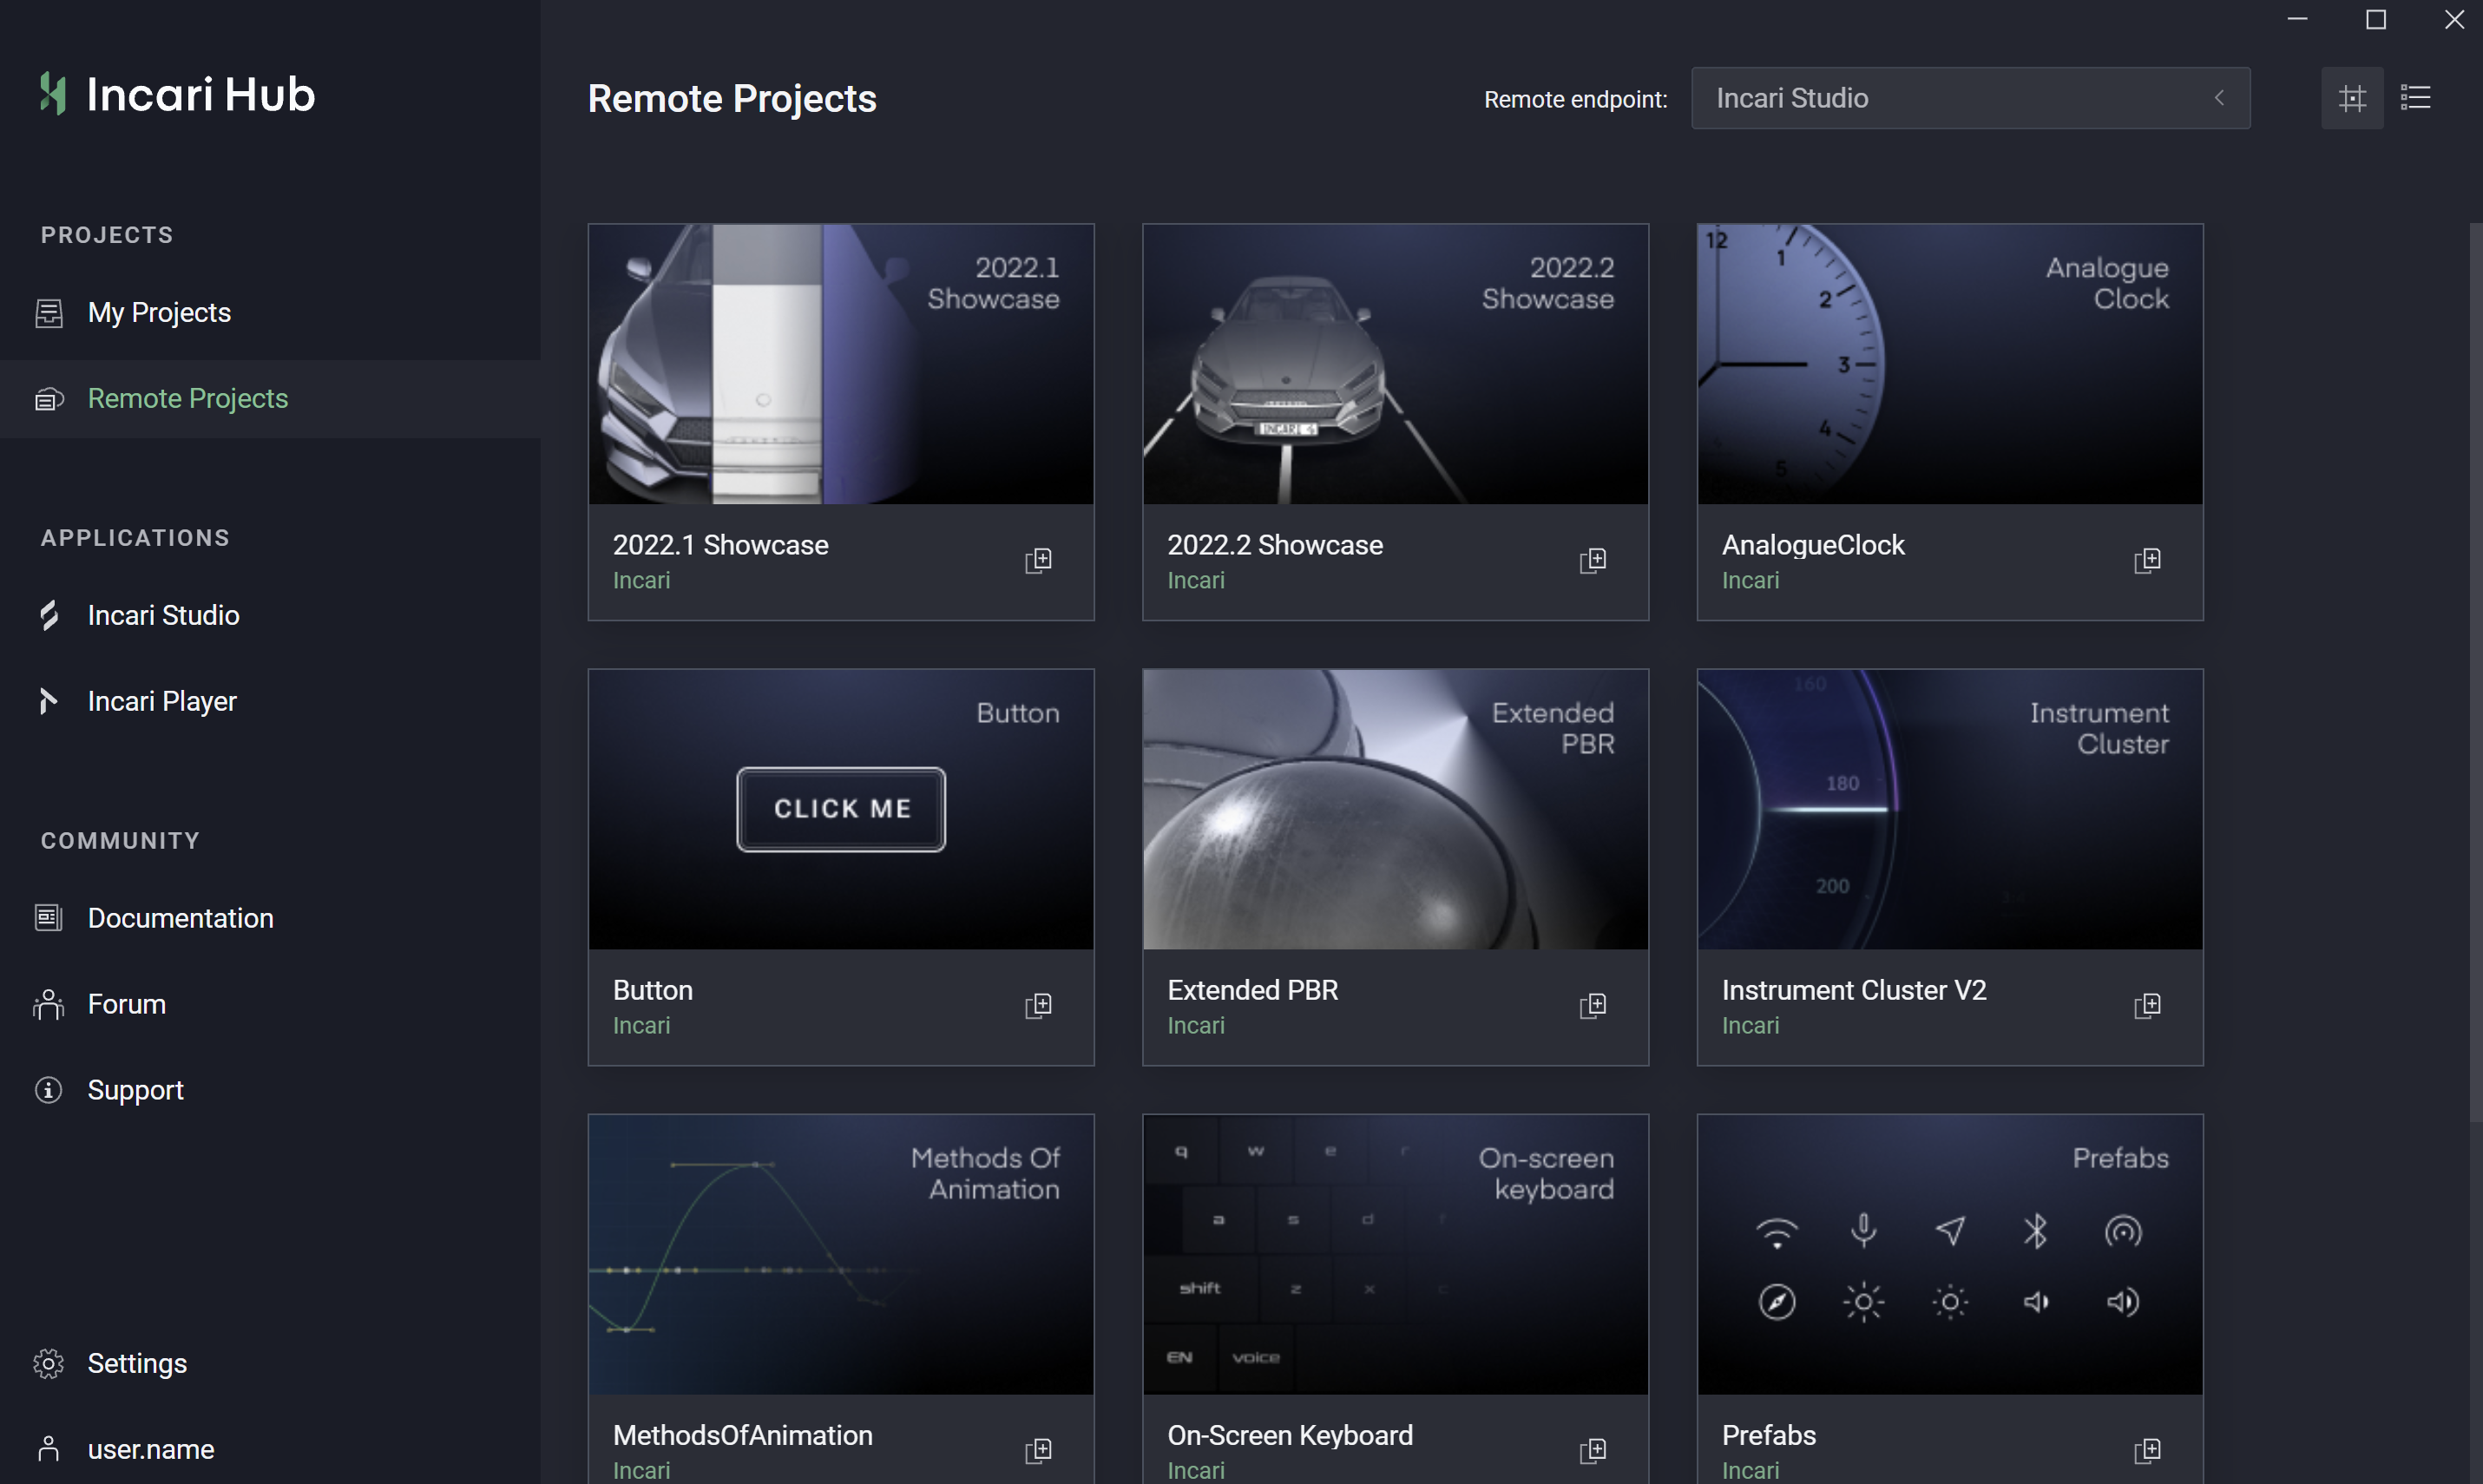 Incari Hub
PROJECTS
My Projects
Remote Projects
APPLICATIONS
Incari Studio
Incari Player
COMMUNITY
Documentation
Forum
Support
Settings
user.name
Remote Projects
Remote endpoint:
Incari Studio
2022.1
Showcase
2022.1 Showcase
Incari
2022.2
Showcase
INCARI 4
2022.2 Showcase
Incari
12
1
2
3
4
5
Analogue
Clock
AnalogueClock
Incari
Button
CLICK ME
Button
Incari
Extended
PBR
Extended PBR
Incari
160
180
200
Instrument
Cluster
Instrument Cluster V2
Incari
Methods Of
Animation
MethodsOfAnimation
Incari
On-screen
keyboard
q w e r
a s d f
shift z x c
EN voice
On-Screen Keyboard
Incari
Prefabs
Prefabs
Incari